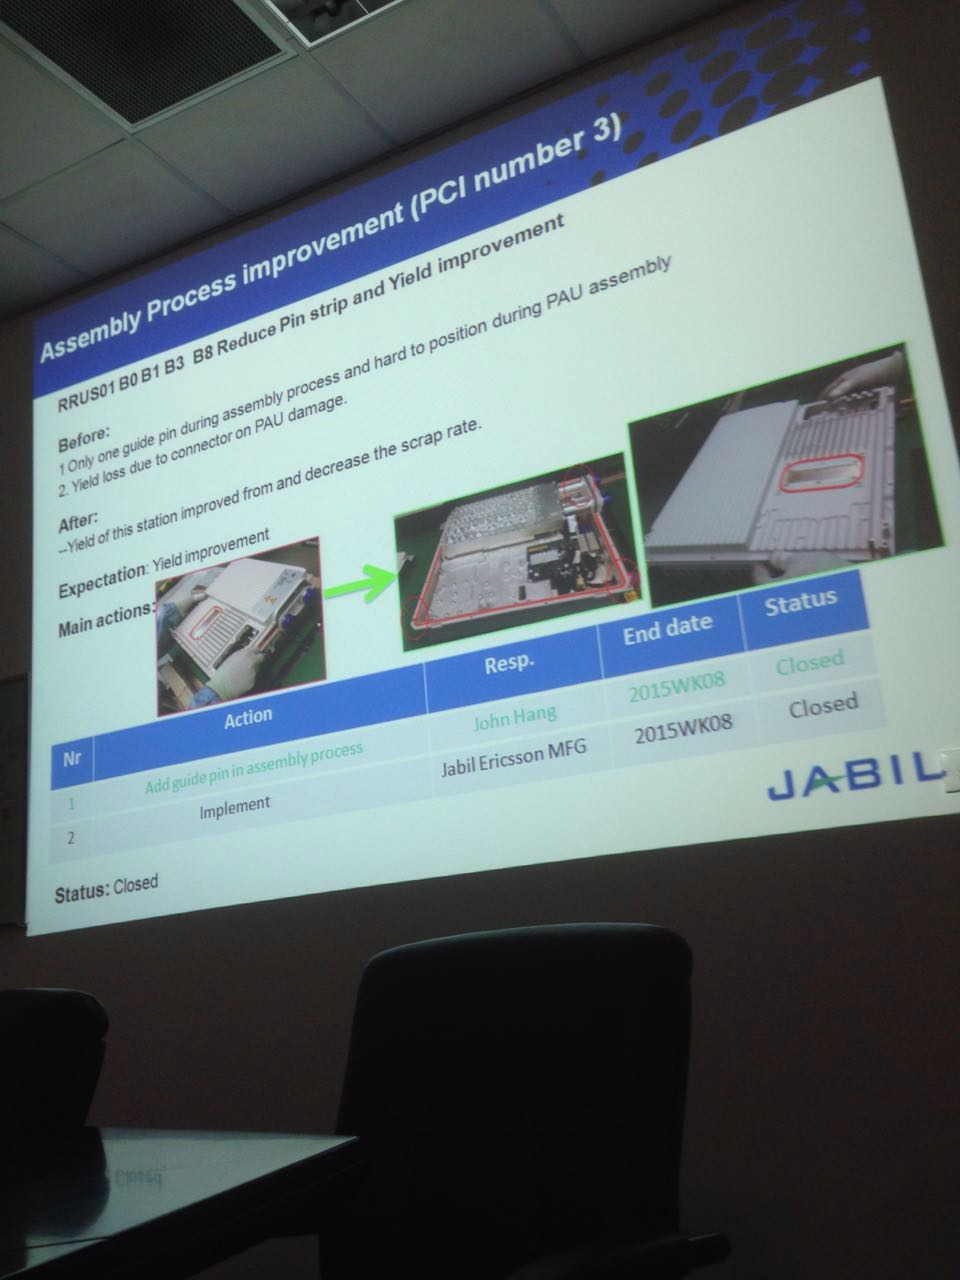 Assembly Process improvement (PCI number 3)
RRUS01 B0 B1 B3 B8 Reduce Pin strip and Yield improvement
Before:
1 Only one guide pin during assembly process and hard to position during PAU assembly
2. Yield loss due to connector on PAU damage.
After:
--Yield of this station improved from and decrease the scrap rate.
Expectation: Yield improvement
Main actions:
Nr Action Resp. End date Status
1 Add guide pin in assembly process John Hang 2015WK08 Closed
2 Implement Jabil Ericsson MFG 2015WK08 Closed
JABIL
Status: Closed